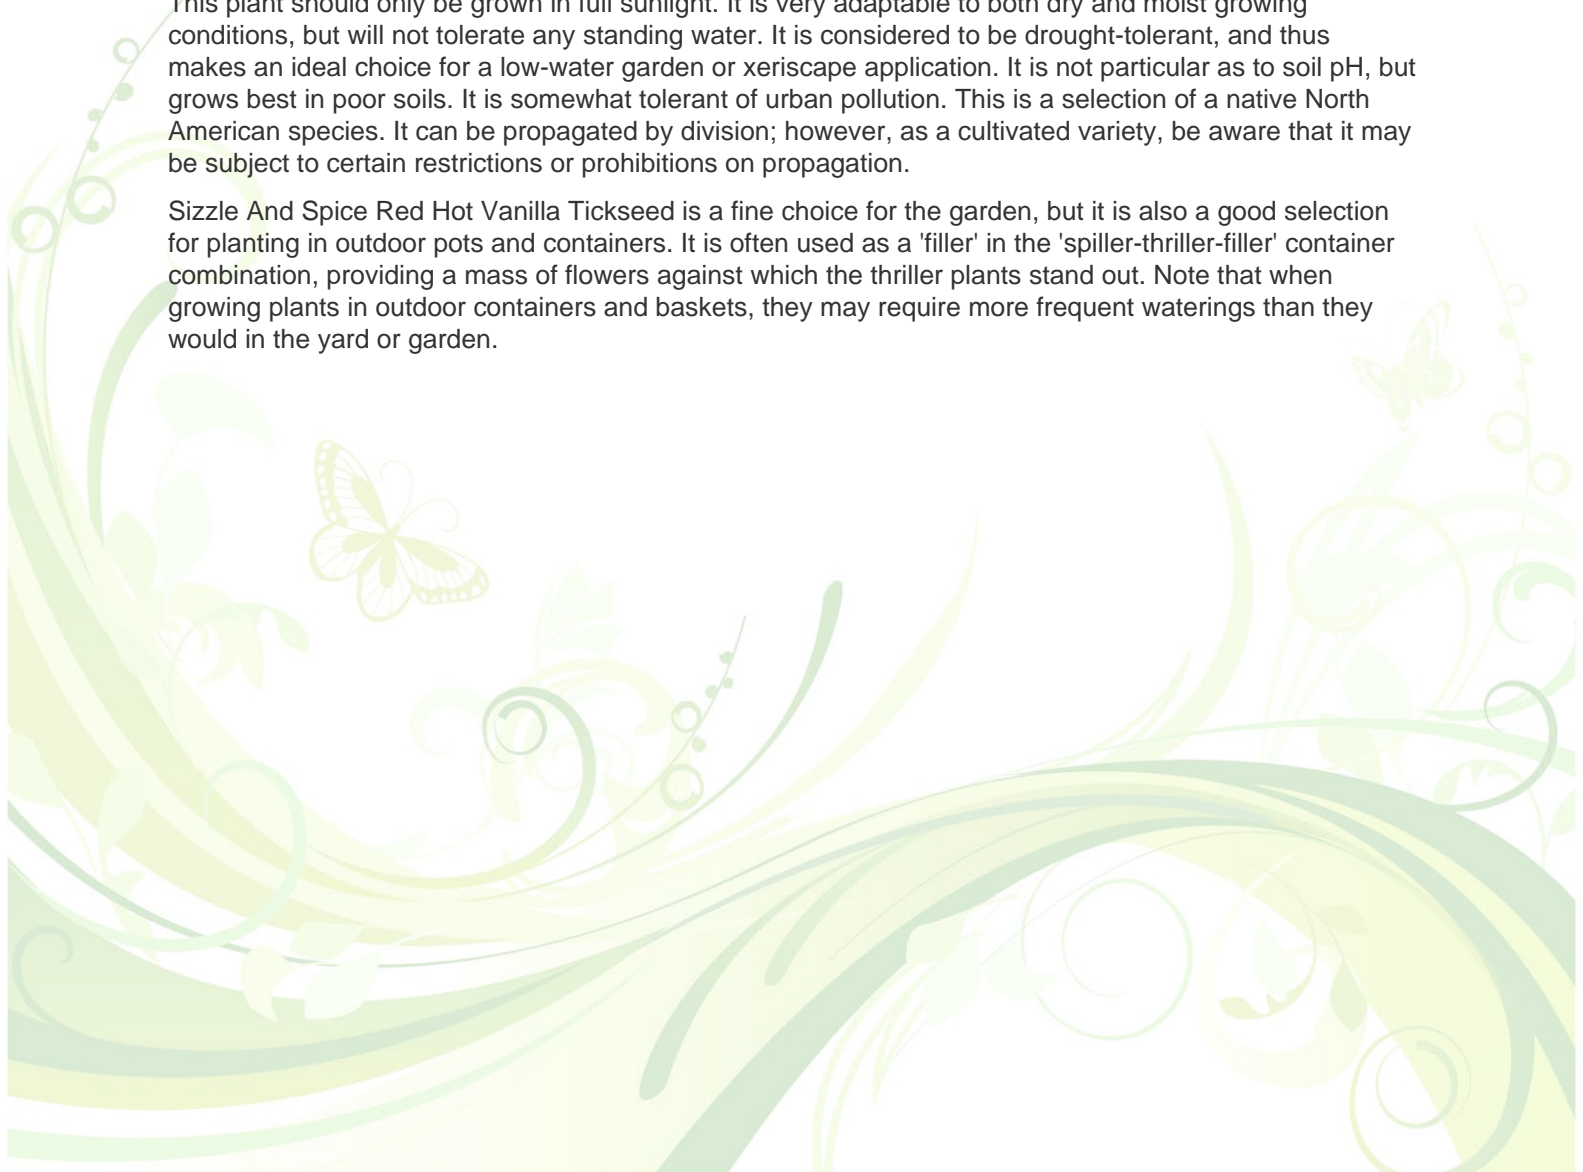 This plant should only be grown in full sunlight. It is very adaptable to both dry and moist growing
conditions, but will not tolerate any standing water. It is considered to be drought-tolerant, and thus
makes an ideal choice for a low-water garden or xeriscape application. It is not particular as to soil pH, but
grows best in poor soils. It is somewhat tolerant of urban pollution. This is a selection of a native North
American species. It can be propagated by division; however, as a cultivated variety, be aware that it may
be subject to certain restrictions or prohibitions on propagation.
Sizzle And Spice Red Hot Vanilla Tickseed is a fine choice for the garden, but it is also a good selection
for planting in outdoor pots and containers. It is often used as a 'filler' in the 'spiller-thriller-filler' container
combination, providing a mass of flowers against which the thriller plants stand out. Note that when
growing plants in outdoor containers and baskets, they may require more frequent waterings than they
would in the yard or garden.